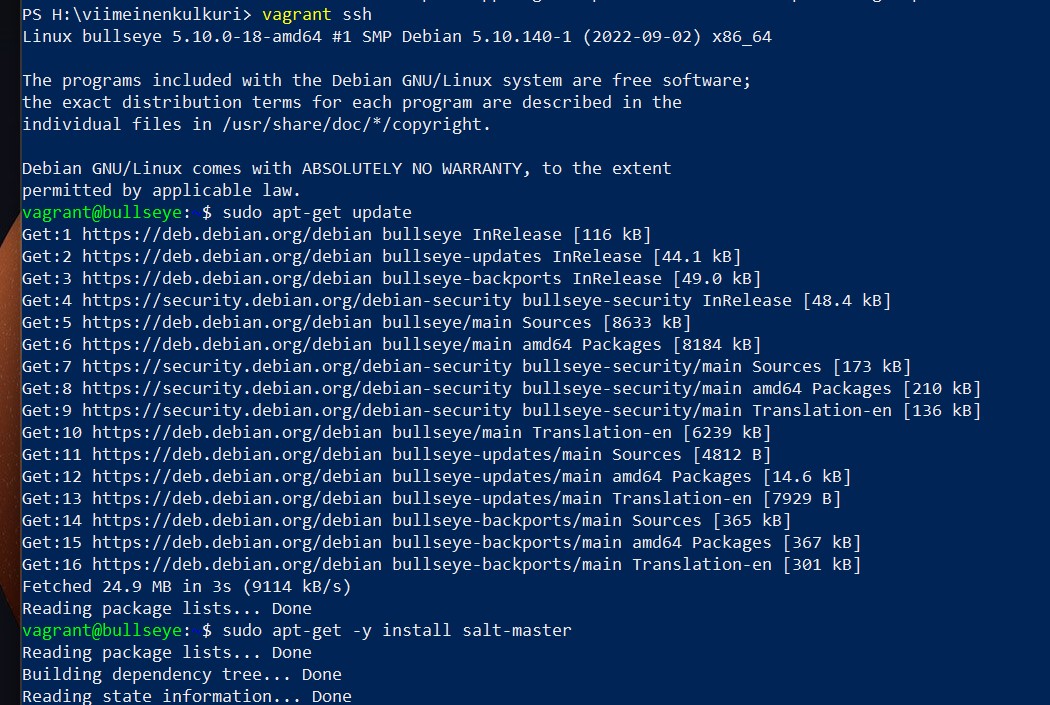 PS H:\viimeinenkulkuri> vagrant ssh
Linux bullseye 5.10.0-18-amd64 #1 SMP Debian 5.10.140-1 (2022-09-02) x86_64
The programs included with the Debian GNU/Linux system are free software;
the exact distribution terms for each program are described in the
individual files in /usr/share/doc/*/copyright.
Debian GNU/Linux comes with ABSOLUTELY NO WARRANTY, to the extent
permitted by applicable law.
vagrant@bullseye: $ sudo apt-get update
Get:1 https://deb.debian.org/debian bullseye InRelease [116 kB]
Get:2 https://deb.debian.org/debian bullseye-updates InRelease [44.1 kB]
Get:3 https://deb.debian.org/debian bullseye-backports InRelease [49.0 kB]
Get:4 https://security.debian.org/debian-security bullseye-security InRelease [48.4 kB]
Get:5 https://deb.debian.org/debian bullseye/main Sources [8633 kB]
Get:6 https://deb.debian.org/debian bullseye/main amd64 Packages [8184 kB]
Get:7 https://security.debian.org/debian-security bullseye-security/main Sources [173 kB]
Get:8 https://security.debian.org/debian-security bullseye-security/main amd64 Packages [210 kB]
Get:9 https://security.debian.org/debian-security bullseye-security/main Translation-en [136 kB]
Get:10 https://deb.debian.org/debian bullseye/main Translation-en [6239 kB]
Get:11 https://deb.debian.org/debian bullseye-updates/main Sources [4812 B]
Get:12 https://deb.debian.org/debian bullseye-updates/main amd64 Packages [14.6 kB]
Get:13 https://deb.debian.org/debian bullseye-updates/main Translation-en [7929 B]
Get:14 https://deb.debian.org/debian bullseye-backports/main Sources [365 kB]
Get:15 https://deb.debian.org/debian bullseye-backports/main amd64 Packages [367 kB]
Get:16 https://deb.debian.org/debian bullseye-backports/main Translation-en [301 kB]
Fetched 24.9 MB in 3s (9114 kB/s)
Reading package lists... Done
vagrant@bullseye: $ sudo apt-get -y install salt-master
Reading package lists... Done
Building dependency tree... Done
Reading state information... Done